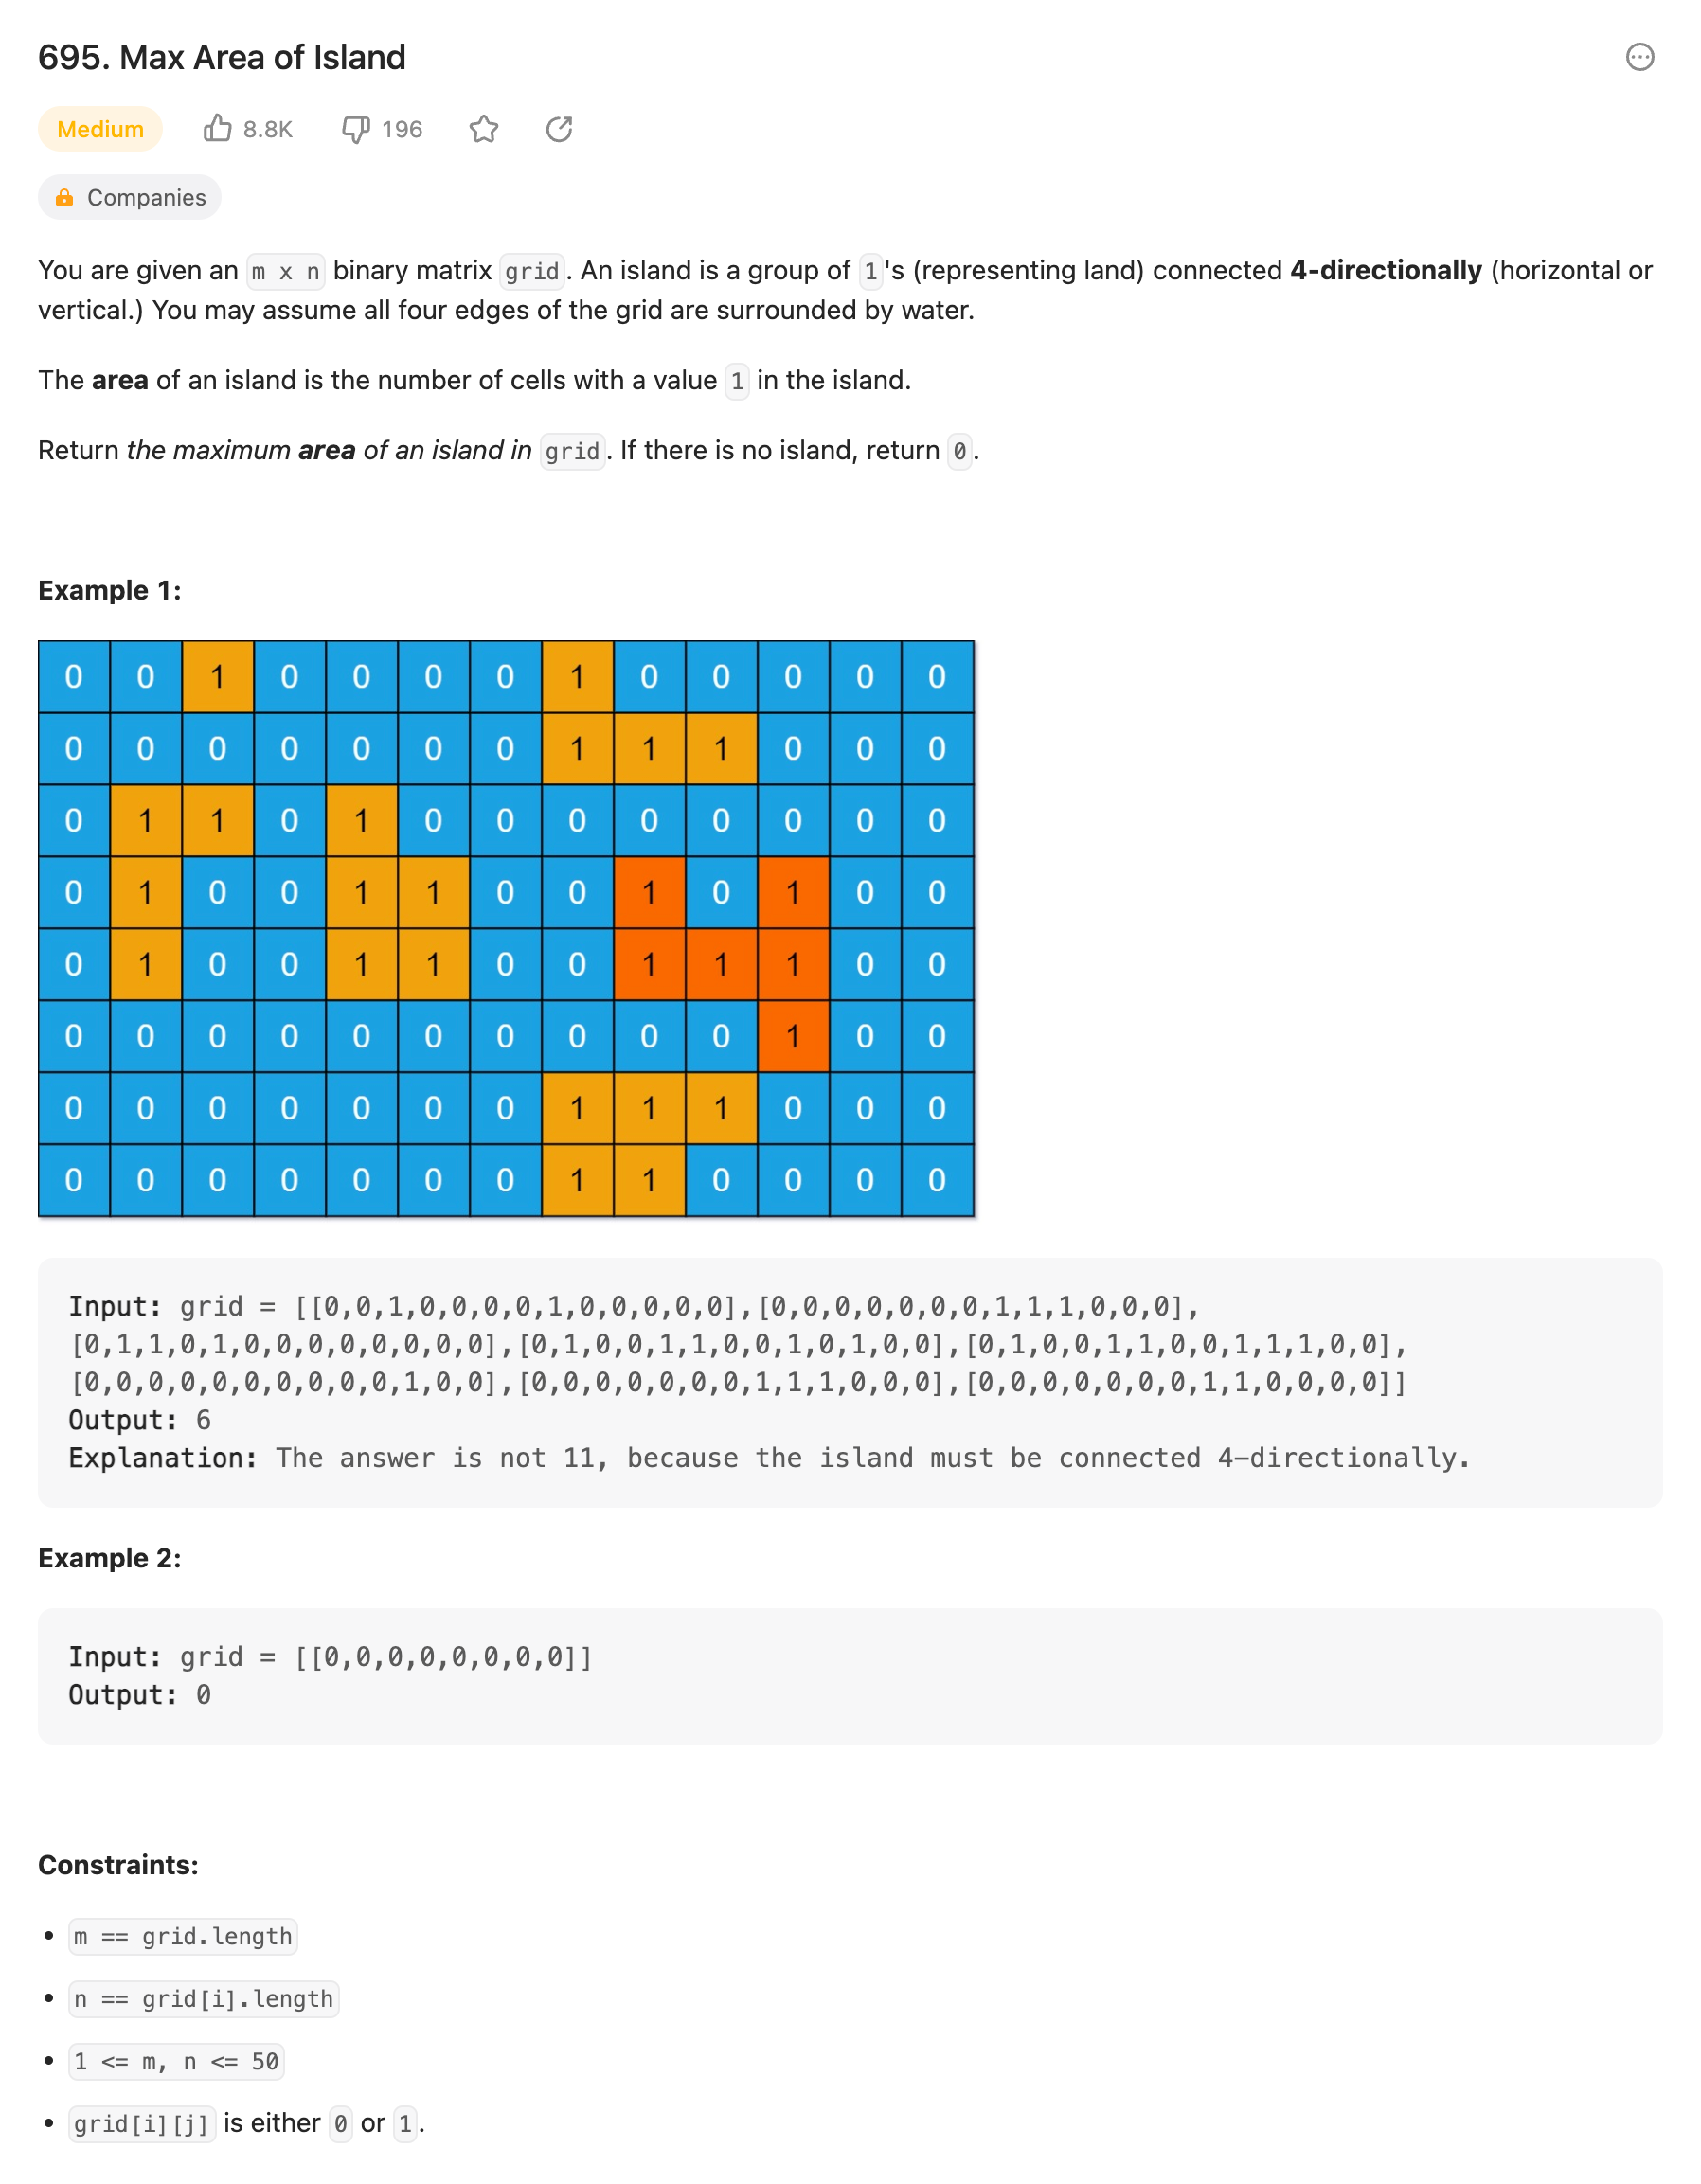 695. Max Area of Island
Medium 8.8K 196
Companies
You are given an m x n binary matrix grid. An island is a group of 1's (representing land) connected 4-directionally (horizontal or
vertical.) You may assume all four edges of the grid are surrounded by water.
The area of an island is the number of cells with a value 1 in the island.
Return the maximum area of an island in grid. If there is no island, return 0.
Example 1:
0 0 1 0 0 0 0 1 0 0 0 0 0
0 0 0 0 0 0 0 1 1 1 0 0 0
0 1 1 0 1 0 0 0 0 0 0 0 0
0 1 0 0 1 1 0 0 1 0 1 0 0
0 1 0 0 1 1 0 0 1 1 1 0 0
0 0 0 0 0 0 0 0 0 0 1 0 0
0 0 0 0 0 0 0 1 1 1 0 0 0
0 0 0 0 0 0 0 1 1 0 0 0 0
Input: grid = [[0,0,1,0,0,0,0,1,0,0,0,0,0],[0,0,0,0,0,0,0,1,1,1,0,0,0],
[0,1,1,0,1,0,0,0,0,0,0,0,0],[0,1,0,0,1,1,0,0,1,0,1,0,0],[0,1,0,0,1,1,0,0,1,1,1,0,0],
[0,0,0,0,0,0,0,0,0,0,1,0,0],[0,0,0,0,0,0,0,1,1,1,0,0,0],[0,0,0,0,0,0,0,1,1,0,0,0,0]]
Output: 6
Explanation: The answer is not 11, because the island must be connected 4-directionally.
Example 2:
Input: grid = [[0,0,0,0,0,0,0,0]]
Output: 0
Constraints:
• m == grid.length
• n == grid[i].length
• 1 <= m, n <= 50
• grid[i][j] is either 0 or 1.